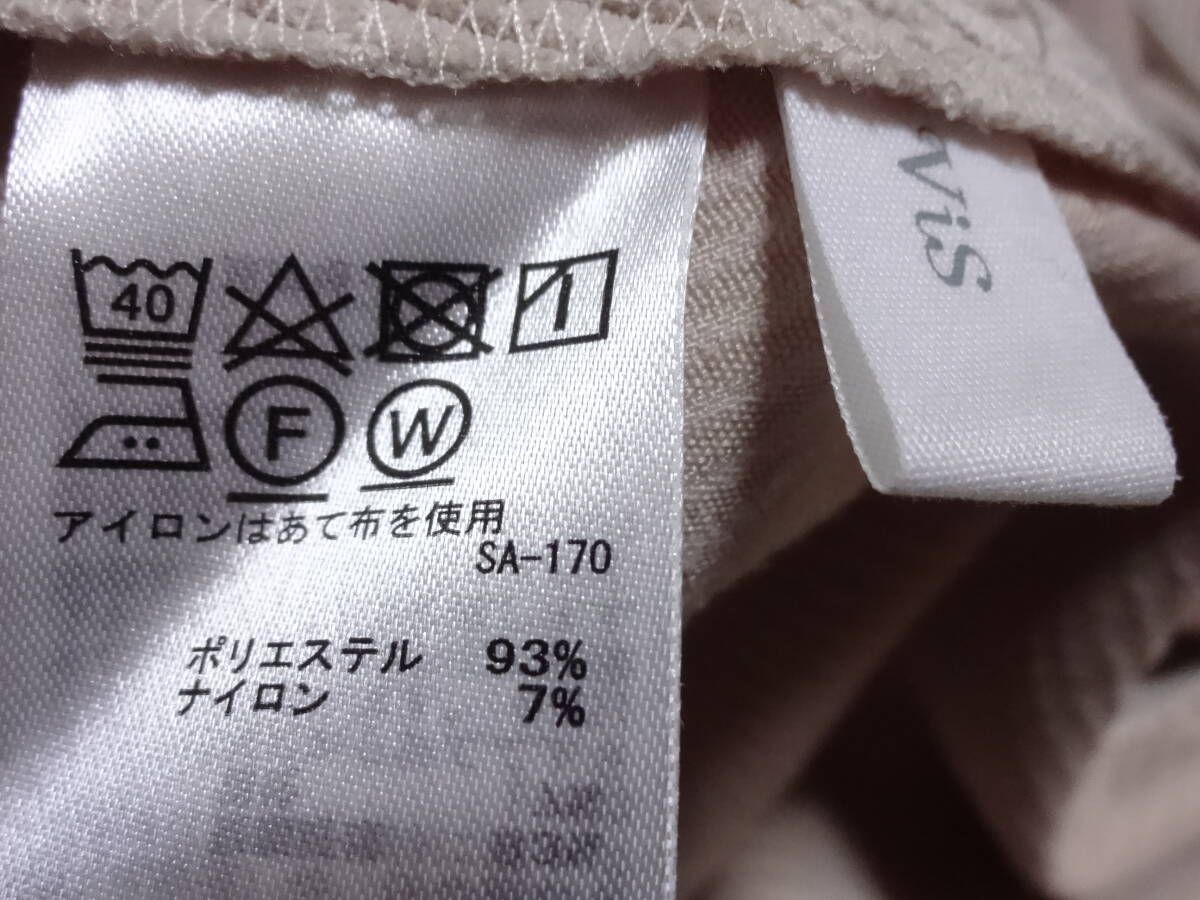 40
F W
アイロンはあて布を使用
SA-170
ポリエステル 93%
ナイロン 7%
ViS